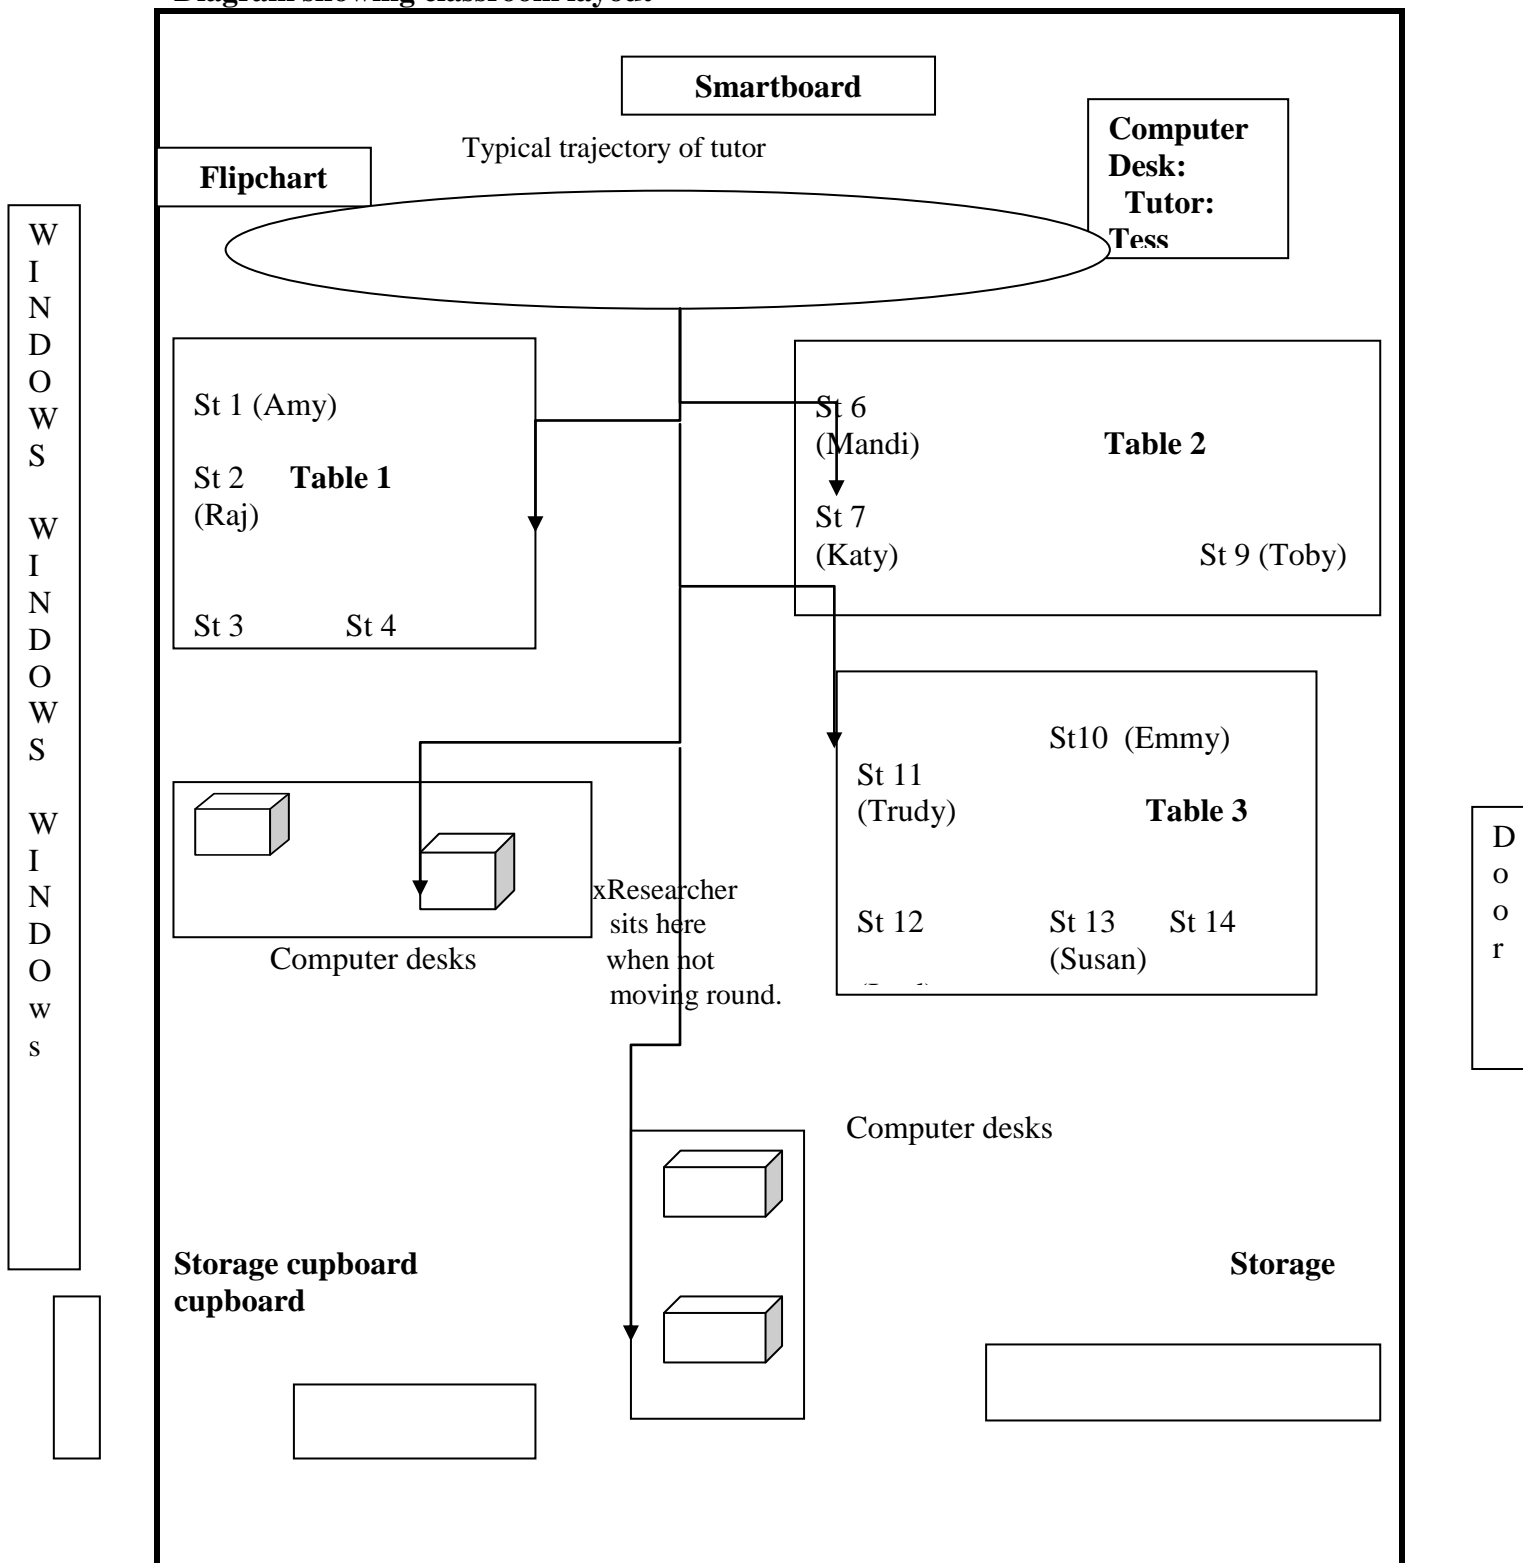 Diagram showing classroom layout
Smartboard
Computer
Desk:
Tutor:
Tess
Typical trajectory of tutor
Flipchart
W
I
N
D
O
W
S
W
I
N
D
O
W
S
W
I
N
D
O
w
s
St 1 (Amy)
St 2 Table 1
(Raj)
St 3 St 4
St 6
(Mandi) Table 2
St 7
(Katy) St 9 (Toby)
St10 (Emmy)
St 11
(Trudy) Table 3
St 12 St 13 St 14
(Susan)
D
o
o
r
xResearcher
sits here
when not
moving round.
Computer desks
Computer desks
Storage cupboard Storage
cupboard